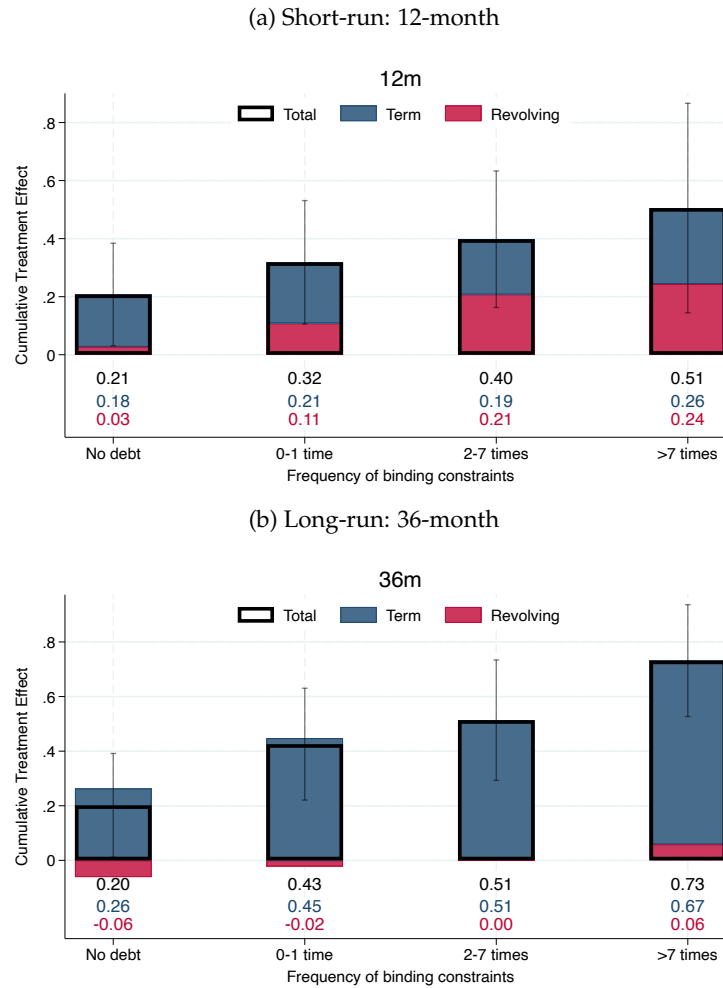 (a) Short-run: 12-month
12m
Total Term Revolving
Cumulative Treatment Effect
.8
.6
.4
.2
0
0.21 0.32 0.40 0.51
0.18 0.21 0.19 0.26
0.03 0.11 0.21 0.24
No debt 0-1 time 2-7 times >7 times
Frequency of binding constraints
(b) Long-run: 36-month
36m
Total Term Revolving
Cumulative Treatment Effect
.8
.6
.4
.2
0
0.20 0.43 0.51 0.73
0.26 0.45 0.51 0.67
-0.06 -0.02 0.00 0.06
No debt 0-1 time 2-7 times >7 times
Frequency of binding constraints